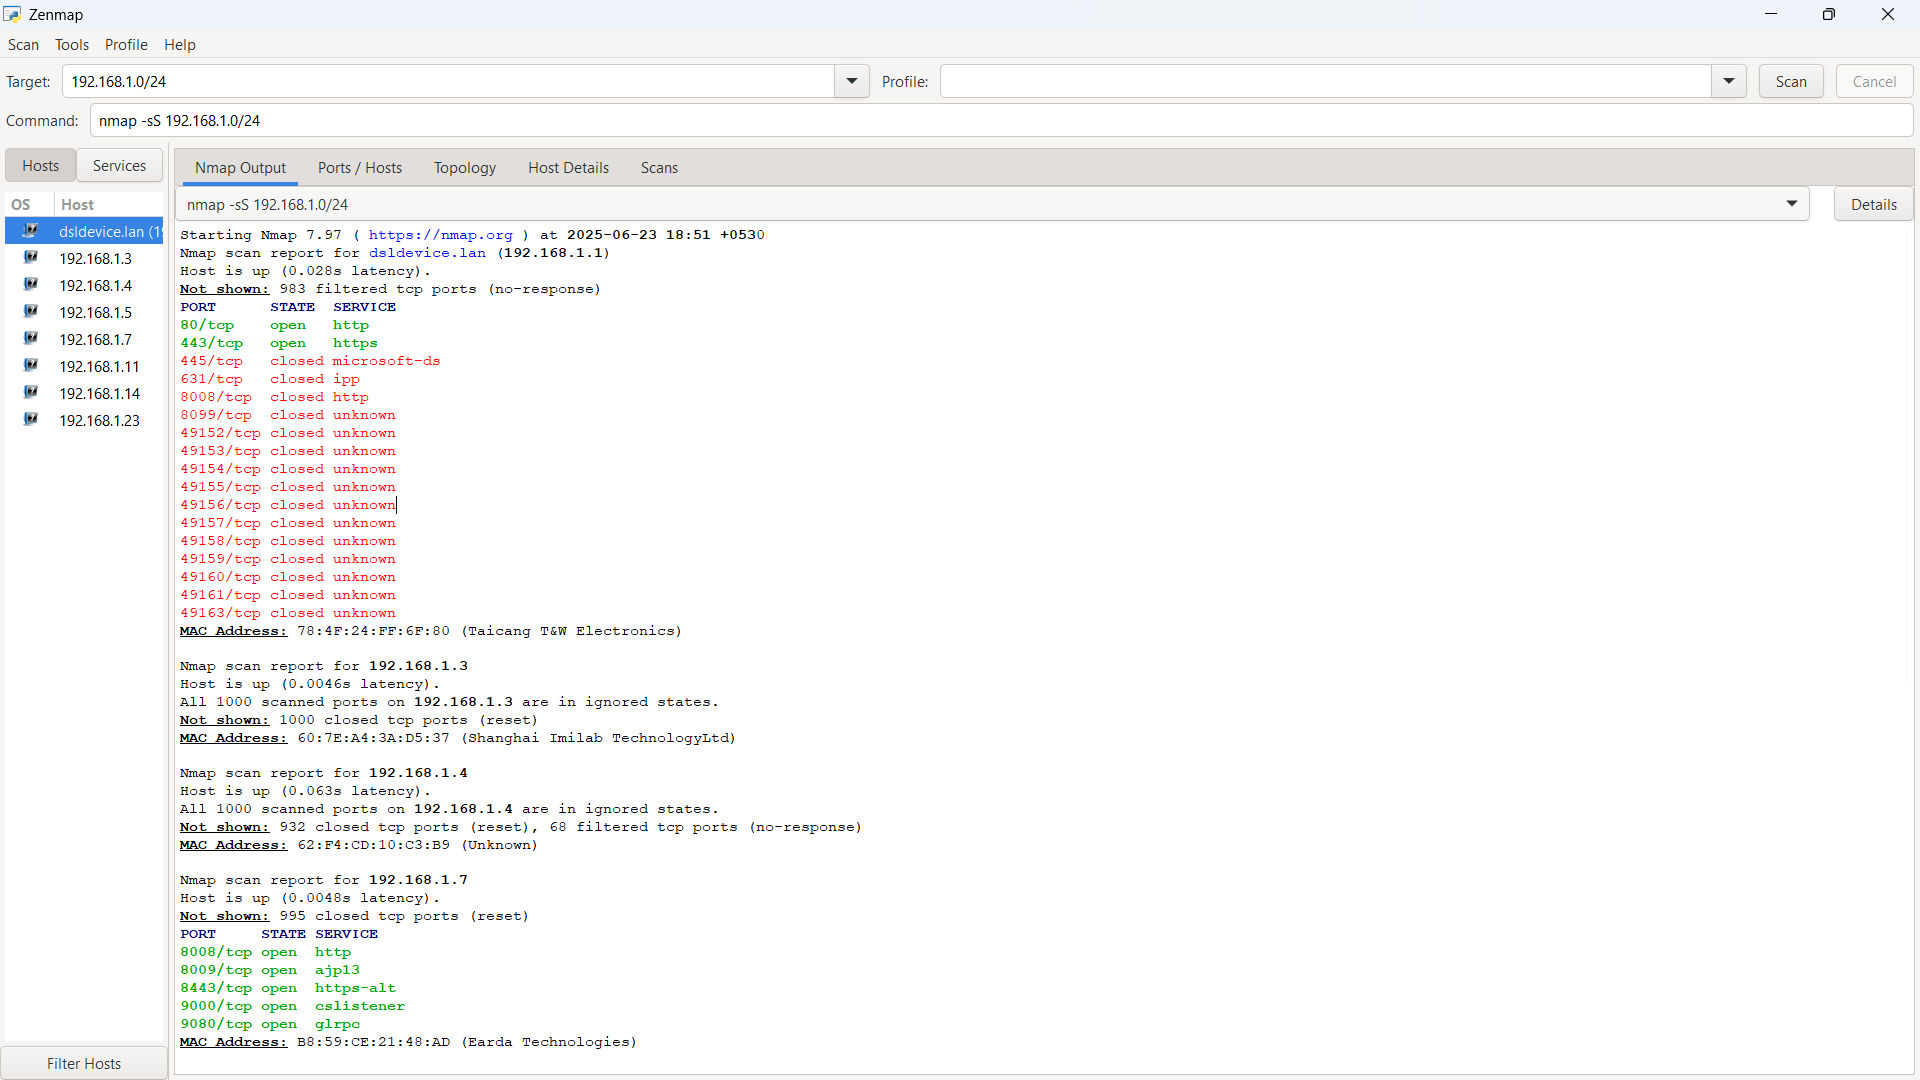 Zenmap
Scan Tools Profile Help
Target: 192.168.1.0/24 Profile: Scan Cancel
Command: nmap -sS 192.168.1.0/24
Hosts Services
Nmap Output Ports / Hosts Topology Host Details Scans
OS Host
nmap -sS 192.168.1.0/24 Details
dsldevice.lan (19
192.168.1.3
192.168.1.4
192.168.1.5
192.168.1.7
192.168.1.11
192.168.1.14
192.168.1.23
Filter Hosts
Starting Nmap 7.97 ( https://nmap.org ) at 2025-06-23 18:51 +0530
Nmap scan report for dsldevice.lan (192.168.1.1)
Host is up (0.028s latency).
Not shown: 983 filtered tcp ports (no-response)
PORT STATE SERVICE
80/tcp open http
443/tcp open https
445/tcp closed microsoft-ds
631/tcp closed ipp
8008/tcp closed http
8099/tcp closed unknown
49152/tcp closed unknown
49153/tcp closed unknown
49154/tcp closed unknown
49155/tcp closed unknown
49156/tcp closed unknown
49157/tcp closed unknown
49158/tcp closed unknown
49159/tcp closed unknown
49160/tcp closed unknown
49161/tcp closed unknown
49163/tcp closed unknown
MAC Address: 78:4F:24:FF:6F:80 (Taicang T&W Electronics)
Nmap scan report for 192.168.1.3
Host is up (0.0046s latency).
All 1000 scanned ports on 192.168.1.3 are in ignored states.
Not shown: 1000 closed tcp ports (reset)
MAC Address: 60:7E:A4:3A:D5:37 (Shanghai Imilab TechnologyLtd)
Nmap scan report for 192.168.1.4
Host is up (0.063s latency).
All 1000 scanned ports on 192.168.1.4 are in ignored states.
Not shown: 932 closed tcp ports (reset), 68 filtered tcp ports (no-response)
MAC Address: 62:F4:CD:10:C3:B9 (Unknown)
Nmap scan report for 192.168.1.7
Host is up (0.0048s latency).
Not shown: 995 closed tcp ports (reset)
PORT STATE SERVICE
8008/tcp open http
8009/tcp open ajp13
8443/tcp open https-alt
9000/tcp open cslistener
9080/tcp open glrpc
MAC Address: B8:59:CE:21:48:AD (Earda Technologies)